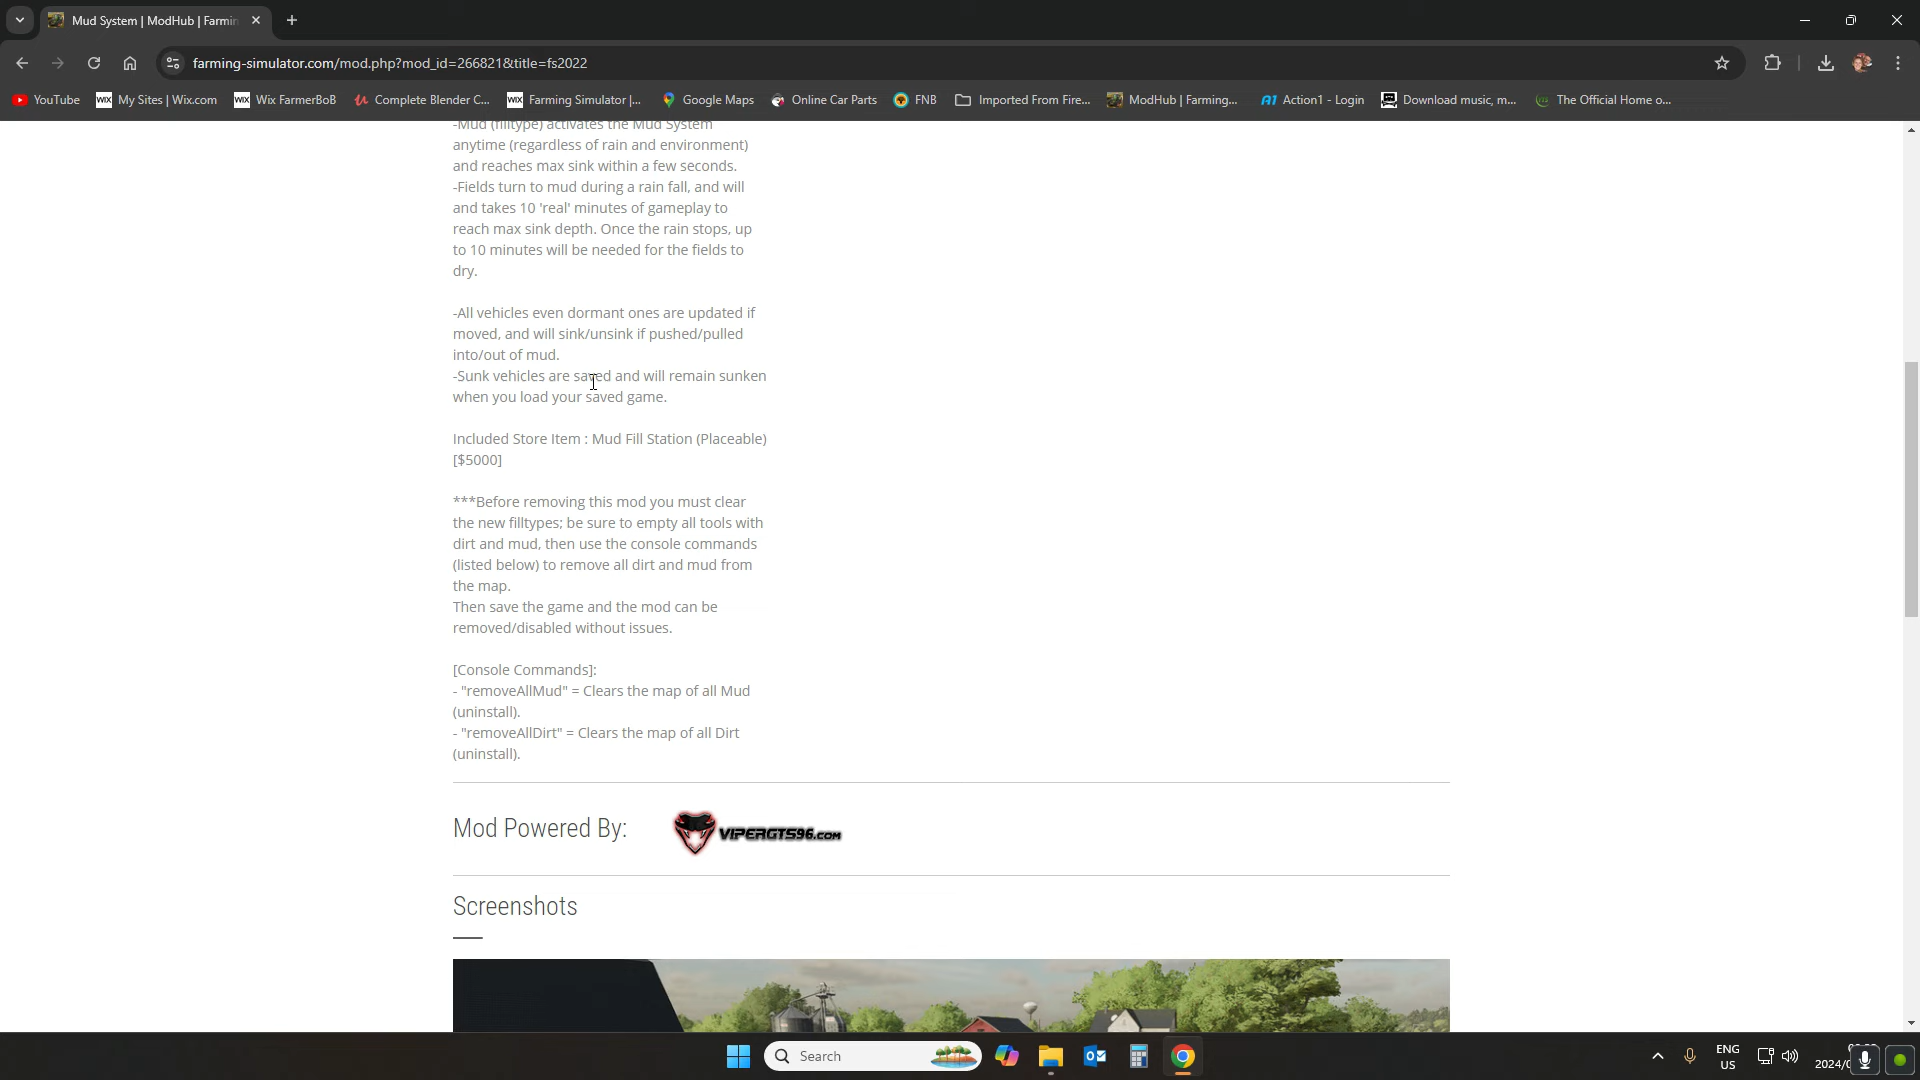 Mud System | ModHub | Farmin
farming-simulator.com/mod.php?mod_id=266821&title=fs2022
YouTube
WIX My Sites | Wix.com
WIX Wix FarmerBoB
Complete Blender C...
WIX Farming Simulator |...
Google Maps
Online Car Parts
FNB
Imported From Fire...
ModHub | Farming...
Action1 - Login
Download music, m...
The Official Home o...
-Mud (filltype) activates the Mud System
anytime (regardless of rain and environment)
and reaches max sink within a few seconds.
-Fields turn to mud during a rain fall, and will
and takes 10 'real' minutes of gameplay to
reach max sink depth. Once the rain stops, up
to 10 minutes will be needed for the fields to
dry.
-All vehicles even dormant ones are updated if
moved, and will sink/unsink if pushed/pulled
into/out of mud.
-Sunk vehicles are saved and will remain sunken
when you load your saved game.
Included Store Item : Mud Fill Station (Placeable)
[$5000]
***Before removing this mod you must clear
the new filltypes; be sure to empty all tools with
dirt and mud, then use the console commands
(listed below) to remove all dirt and mud from
the map.
Then save the game and the mod can be
removed/disabled without issues.
[Console Commands]:
- "removeAllMud" = Clears the map of all Mud
(uninstall).
- "removeAllDirt" = Clears the map of all Dirt
(uninstall).
Mod Powered By:
VIPERGTS96.COM
Screenshots
Search
ENG
US